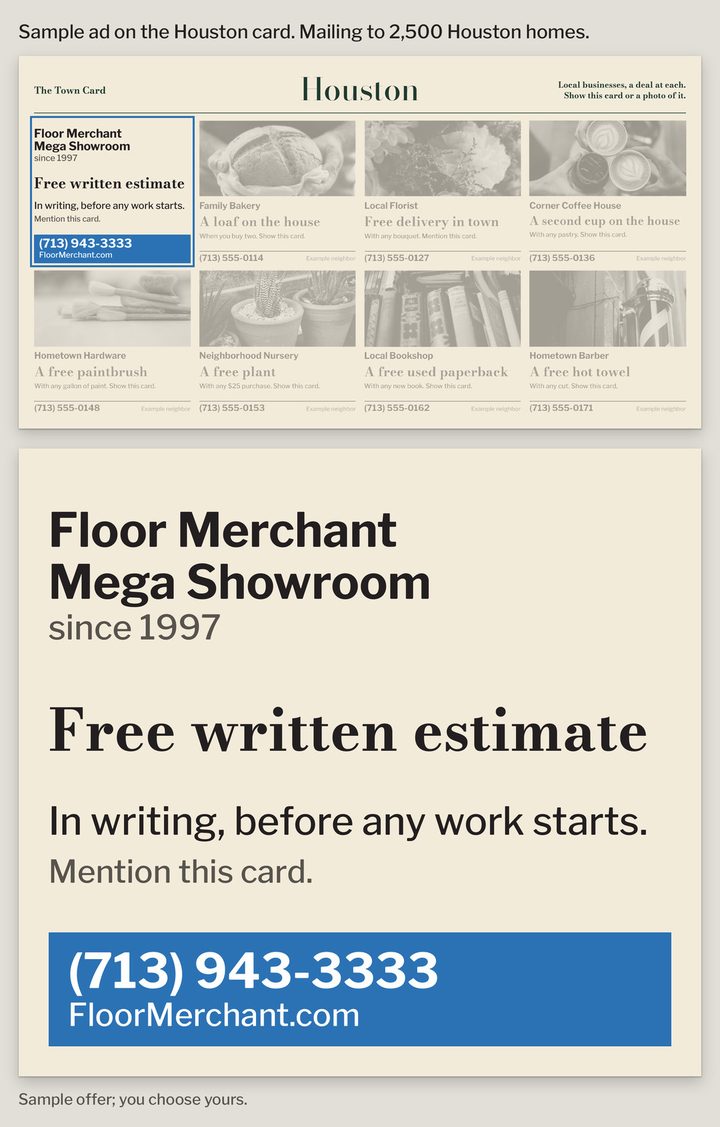 Sample ad on the Houston card. Mailing to 2,500 Houston homes.
The Town Card
Houston
Local businesses, a deal at each.
Show this card or a photo of it.
Floor Merchant
Mega Showroom
since 1997
Free written estimate
In writing, before any work starts.
Mention this card.
(713) 943-3333
FloorMerchant.com
Family Bakery
A loaf on the house
When you buy two. Show this card.
(713) 555-0114
Example neighbor
Local Florist
Free delivery in town
With any bouquet. Mention this card.
(713) 555-0127
Example neighbor
Corner Coffee House
A second cup on the house
With any pastry. Show this card.
(713) 555-0136
Example neighbor
Hometown Hardware
A free paintbrush
With any gallon of paint. Show this card.
(713) 555-0148
Example neighbor
Neighborhood Nursery
A free plant
With any $25 purchase. Show this card.
(713) 555-0153
Example neighbor
Local Bookshop
A free used paperback
With any new book. Show this card.
(713) 555-0162
Example neighbor
Hometown Barber
A free hot towel
With any cut. Show this card.
(713) 555-0171
Example neighbor
Floor Merchant
Mega Showroom
since 1997
Free written estimate
In writing, before any work starts.
Mention this card.
(713) 943-3333
FloorMerchant.com
Sample offer; you choose yours.